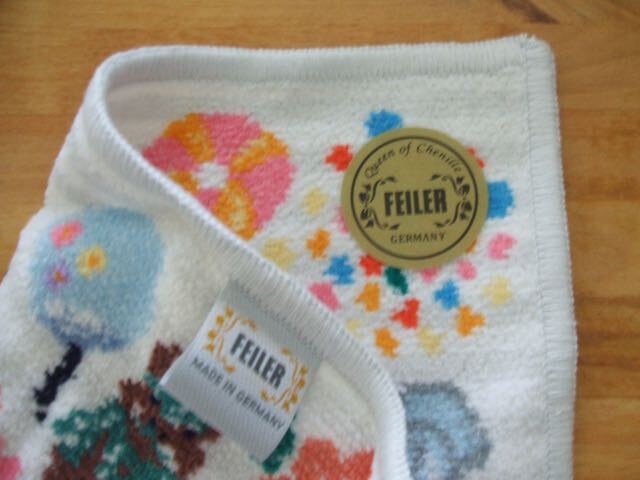 Queen of Chenille
FEILER
GERMANY
FEILER
MADE IN GERMANY